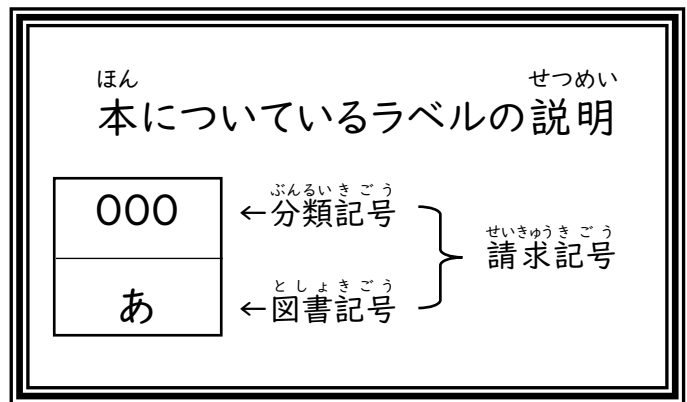 ほん せつめい
本についているラベルの説明
ぶんるいきごう
000 ←分類記号
せいきゅうきごう
請求記号
としょきごう
あ ←図書記号